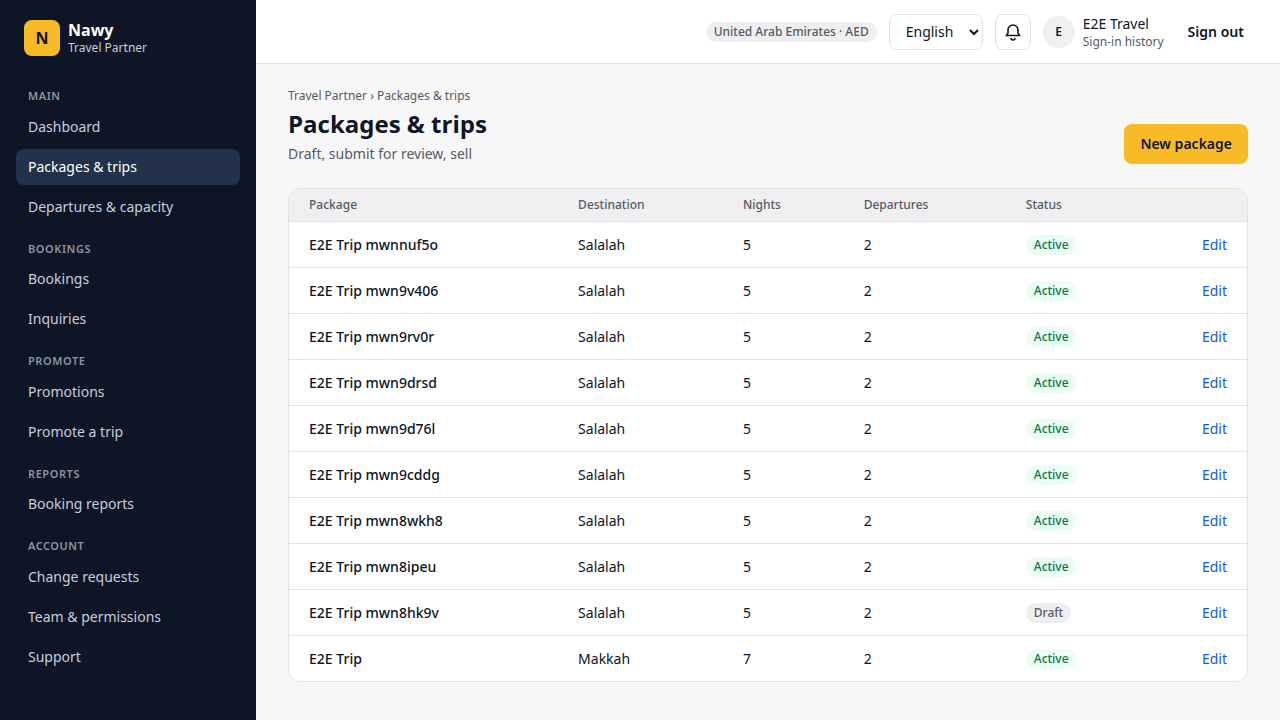 N
Nawy
Travel Partner
MAIN
Dashboard
Packages & trips
Departures & capacity
BOOKINGS
Bookings
Inquiries
PROMOTE
Promotions
Promote a trip
REPORTS
Booking reports
ACCOUNT
Change requests
Team & permissions
Support
United Arab Emirates · AED
English
E
E2E Travel
Sign-in history
Sign out
Travel Partner › Packages & trips
Packages & trips
Draft, submit for review, sell
New package
Package Destination Nights Departures Status
E2E Trip mwnnuf5o Salalah 5 2 Active Edit
E2E Trip mwn9v406 Salalah 5 2 Active Edit
E2E Trip mwn9rv0r Salalah 5 2 Active Edit
E2E Trip mwn9drsd Salalah 5 2 Active Edit
E2E Trip mwn9d76l Salalah 5 2 Active Edit
E2E Trip mwn9cddg Salalah 5 2 Active Edit
E2E Trip mwn8wkh8 Salalah 5 2 Active Edit
E2E Trip mwn8ipeu Salalah 5 2 Active Edit
E2E Trip mwn8hk9v Salalah 5 2 Draft Edit
E2E Trip Makkah 7 2 Active Edit